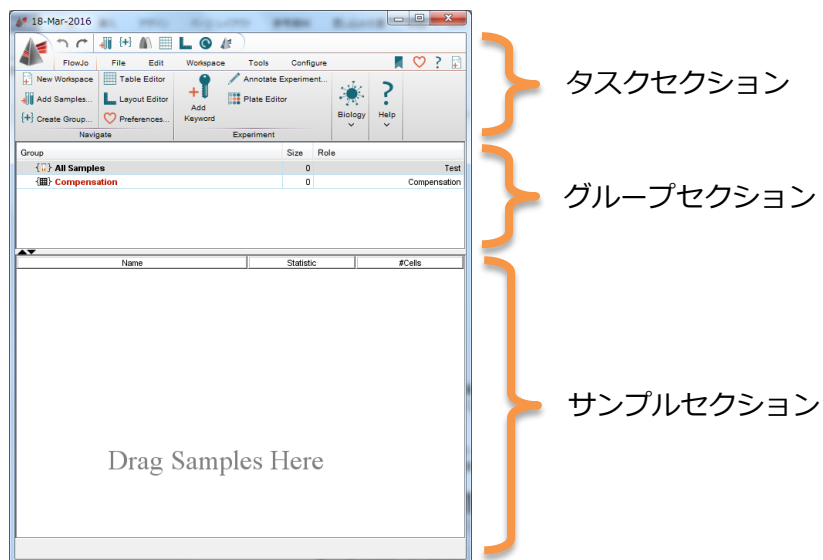 18-Mar-2016
FlowJo File Edit Workspace Tools Configure
New Workspace Table Editor Annotate Experiment...
Add Samples... Layout Editor Add Keyword Plate Editor
{+} Create Group... Preferences... Biology Help
Navigate Experiment
Group Size Role
All Samples 0 Test
Compensation 0 Compensation
Name Statistic #Cells
Drag Samples Here
タスクセクション
グループセクション
サンプルセクション